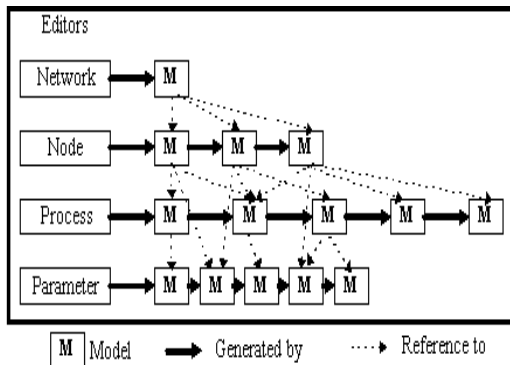 Editors
Network M
Node M M M
Process M M M M M
Parameter M M M M M
M Model Generated by Reference to